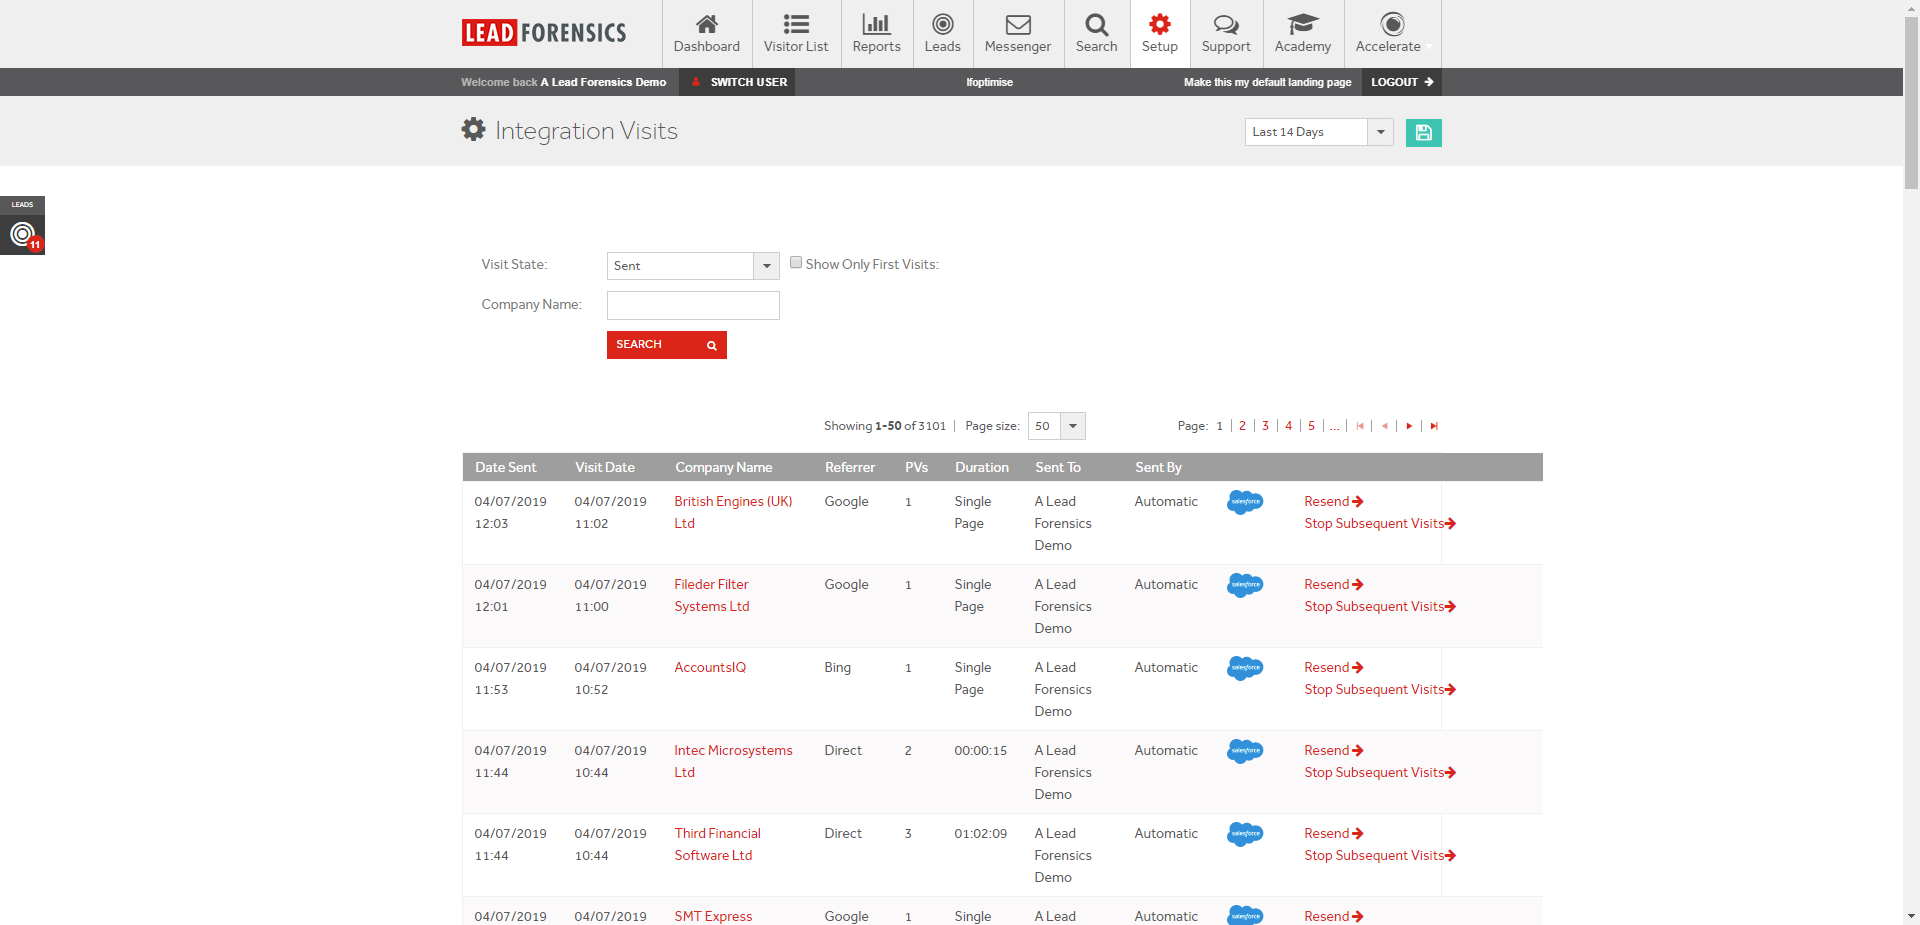 LEAD FORENSICS
Dashboard
Visitor List
Reports
Leads
Messenger
Search
Setup
Support
Academy
Accelerate
Welcome back A Lead Forensics Demo
SWITCH USER
lfoptimise
Make this my default landing page
LOGOUT
Integration Visits
Last 14 Days
LEADS
11
Visit State:
Sent
Show Only First Visits:
Company Name:
SEARCH
Showing 1-50 of 3101 | Page size: 50
Page: 1 | 2 | 3 | 4 | 5 | ... |
Date Sent Visit Date Company Name Referrer PVs Duration Sent To Sent By
04/07/2019 04/07/2019 British Engines (UK) Google 1 Single A Lead Automatic salesforce Resend
12:03 11:02 Ltd Page Forensics Stop Subsequent Visits
Demo
04/07/2019 04/07/2019 Fileder Filter Google 1 Single A Lead Automatic salesforce Resend
12:01 11:00 Systems Ltd Page Forensics Stop Subsequent Visits
Demo
04/07/2019 04/07/2019 AccountsIQ Bing 1 Single A Lead Automatic salesforce Resend
11:53 10:52 Page Forensics Stop Subsequent Visits
Demo
04/07/2019 04/07/2019 Intec Microsystems Direct 2 00:00:15 A Lead Automatic salesforce Resend
11:44 10:44 Ltd Forensics Stop Subsequent Visits
Demo
04/07/2019 04/07/2019 Third Financial Direct 3 01:02:09 A Lead Automatic salesforce Resend
11:44 10:44 Software Ltd Forensics Stop Subsequent Visits
Demo
04/07/2019 04/07/2019 SMT Express Google 1 Single A Lead Automatic salesforce Resend